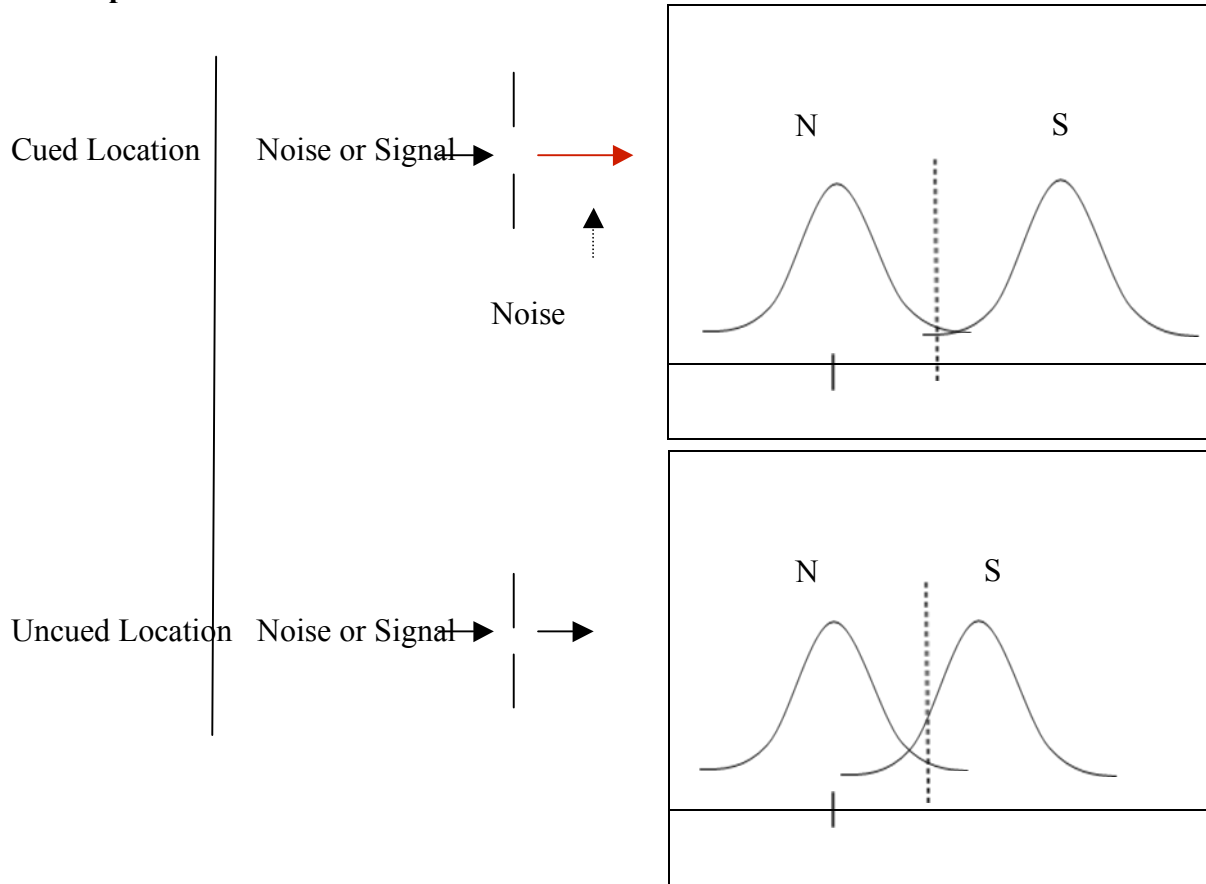 N S
Cued Location Noise or Signal
Noise
N S
Uncued Location Noise or Signal